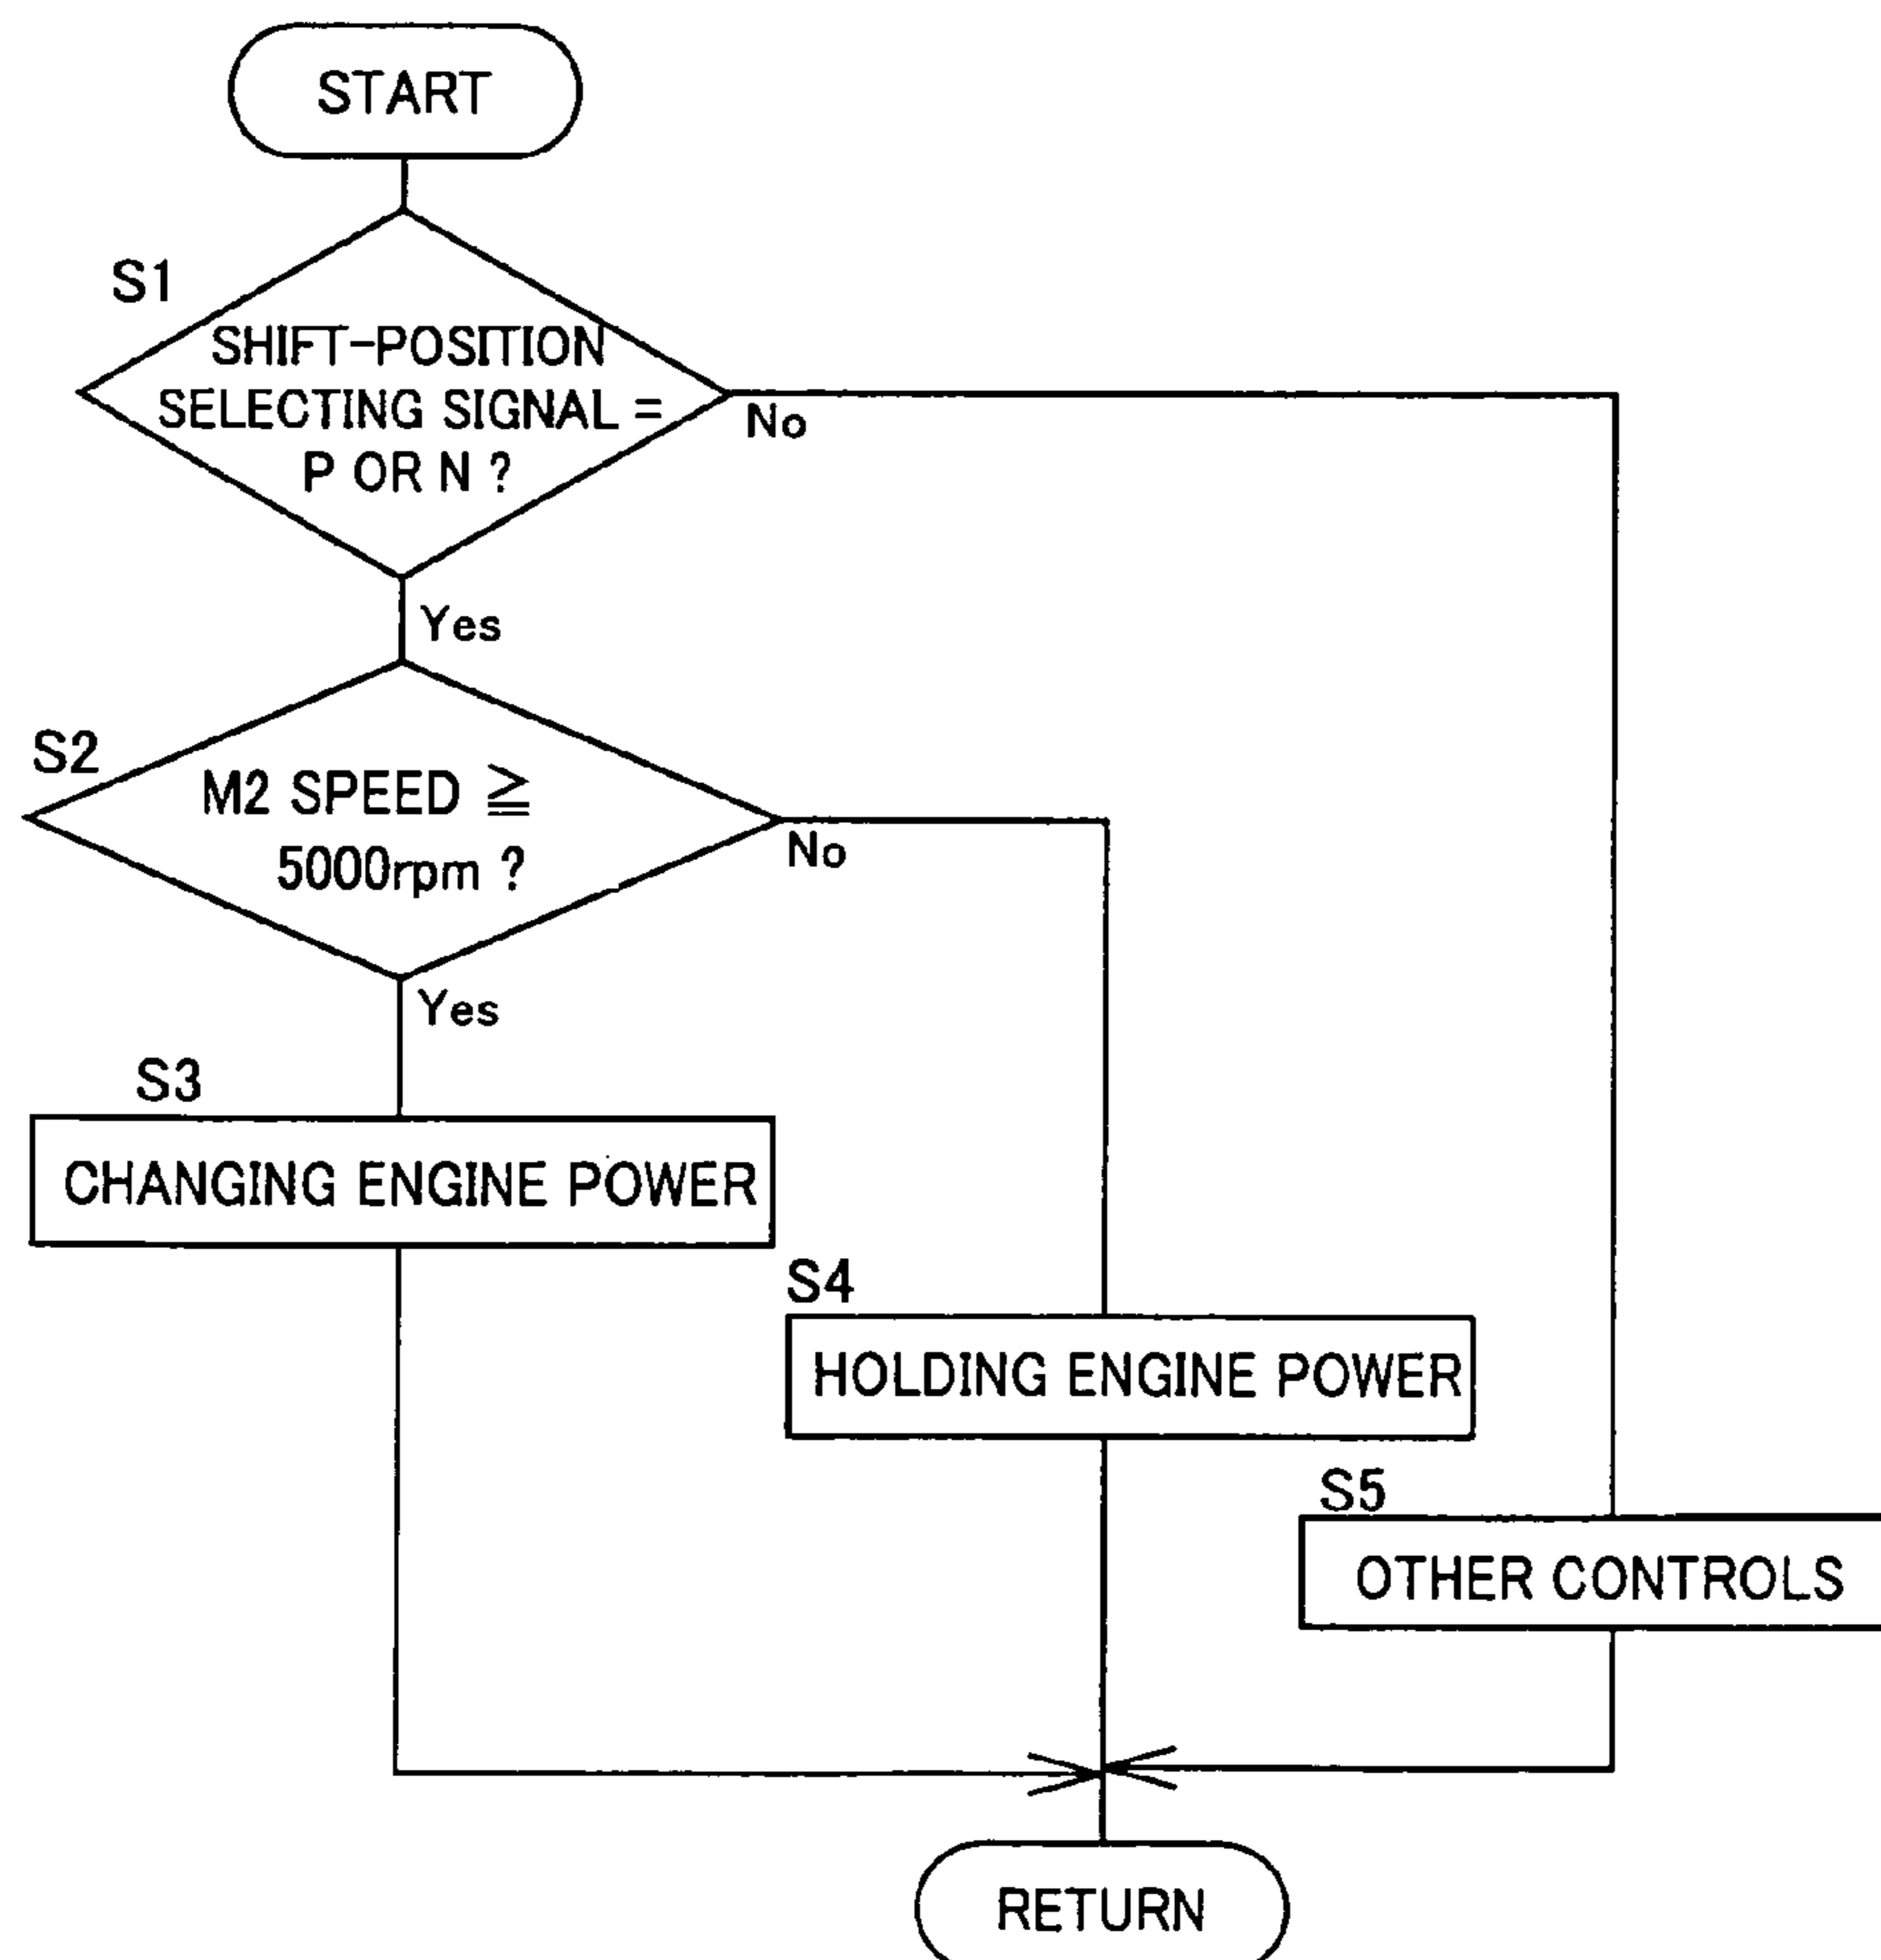 START
S1
SHIFT-POSITION
SELECTING SIGNAL =
P OR N ?
No
Yes
S2
M2 SPEED ≧
5000rpm ?
No
Yes
S3
CHANGING ENGINE POWER
S4
HOLDING ENGINE POWER
S5
OTHER CONTROLS
RETURN